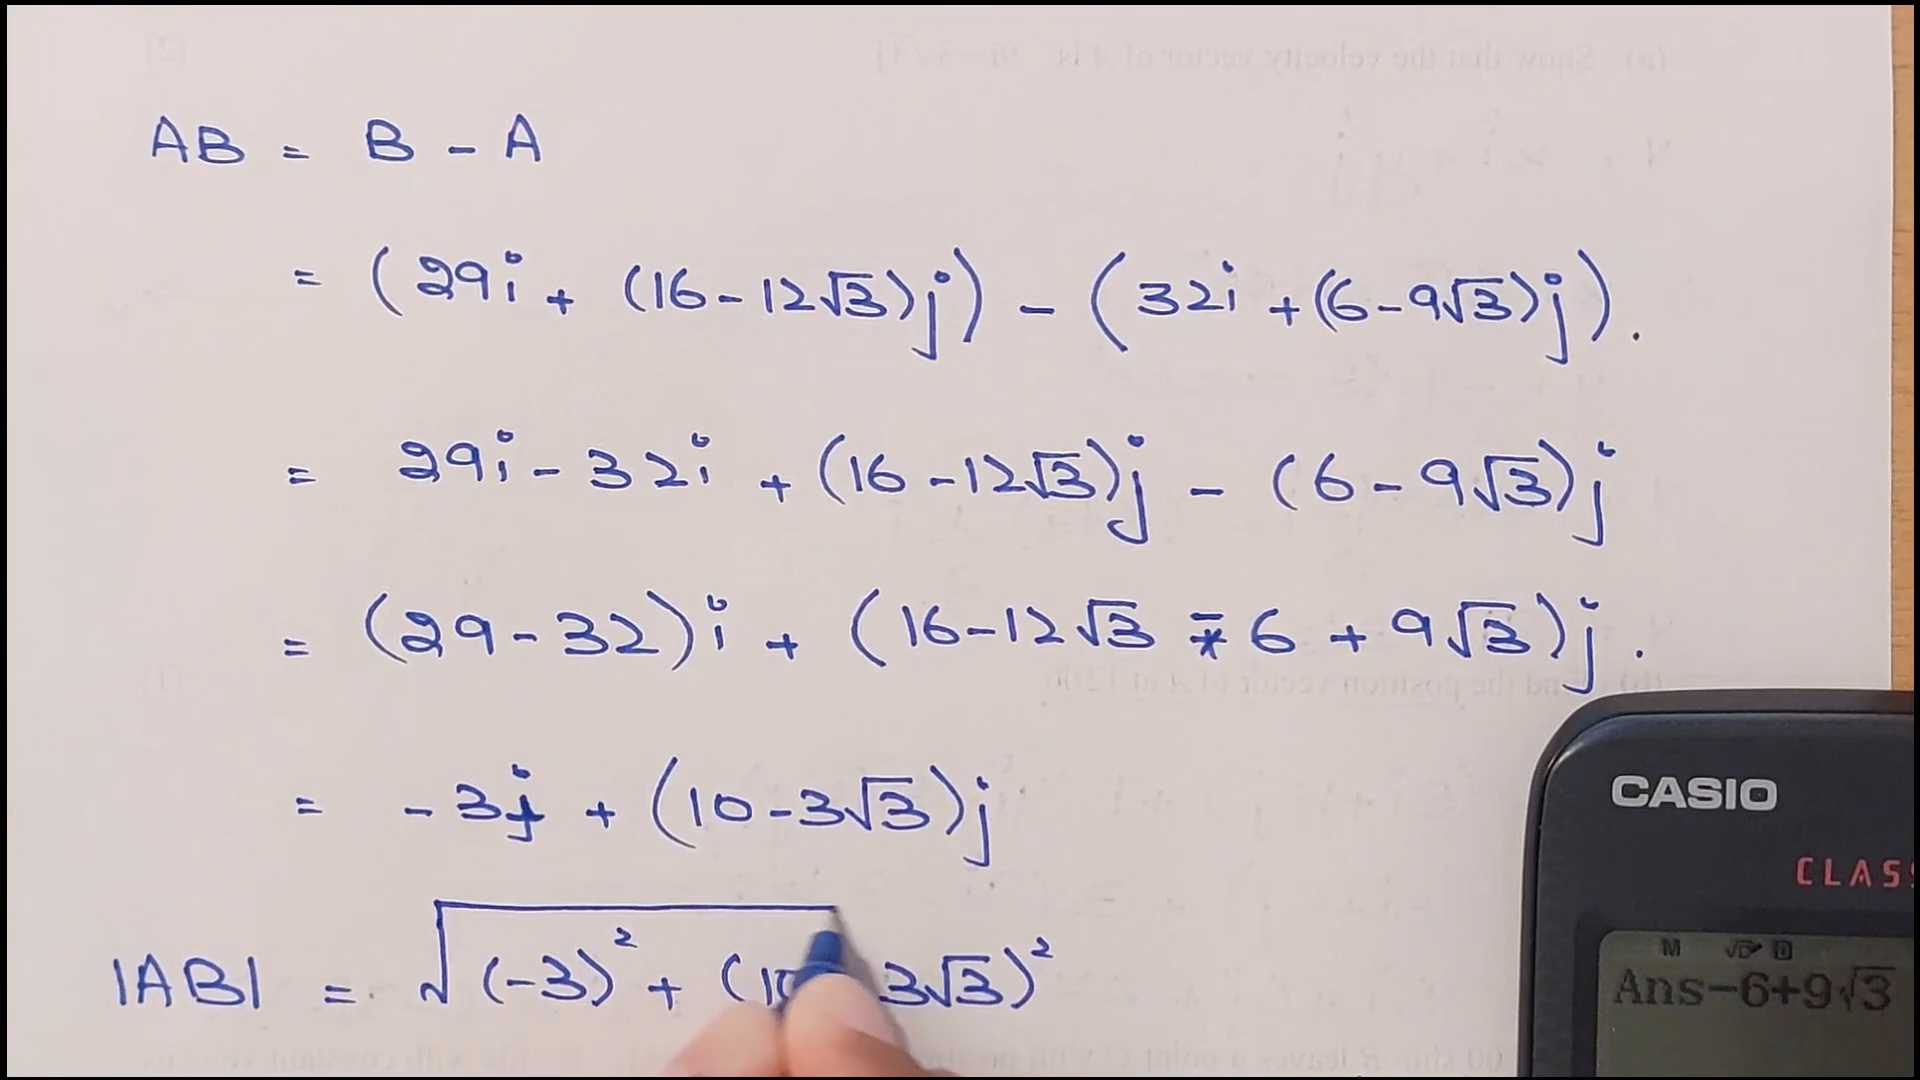 AB = B - A
= (29i + (16-12√3)j) - (32i + (6-9√3)j).
= 29i - 32i + (16-12√3)j - (6-9√3)j
= (29-32)i + (16-12√3 - 6 + 9√3)j.
= -3i + (10-3√3)j
|AB| = √(-3)² + (10 3√3)²
CASIO
CLASS
M √ D
Ans-6+9√3